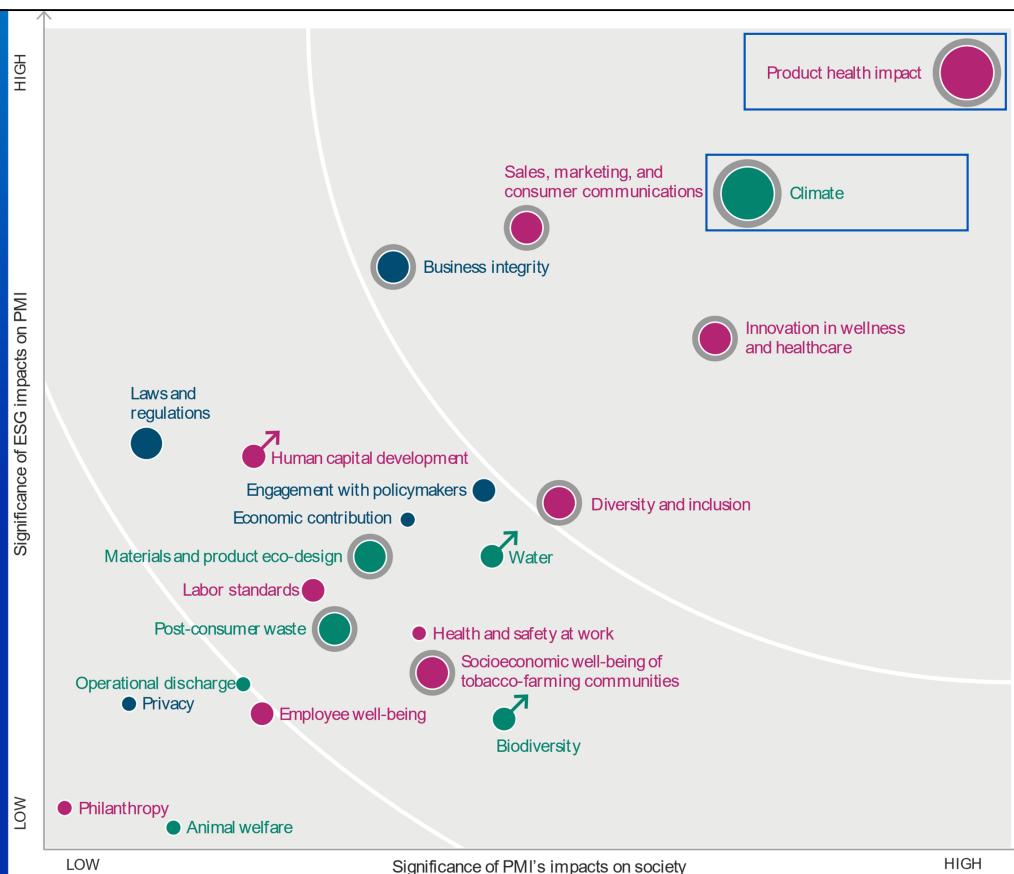 HIGH
Product health impact
Sales, marketing, and
consumer communications
Climate
Business integrity
Significance of ESG impacts on PMI
Innovation in wellness
and healthcare
Laws and
regulations
Human capital development
Engagement with policymakers
Diversity and inclusion
Economic contribution
Materials and product eco-design
Water
Labor standards
Post-consumer waste
Health and safety at work
Socioeconomic well-being of
tobacco-farming communities
Operational discharge
Privacy
Employee well-being
Biodiversity
LOW
Philanthropy
Animal welfare
LOW
Significance of PMI's impacts on society
HIGH